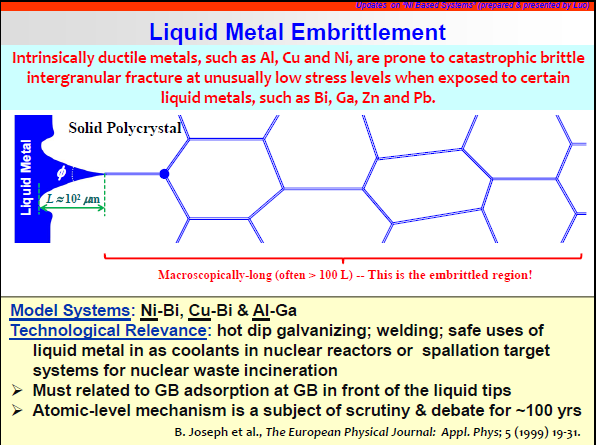 Updates on "Ni Based Systems" (prepared & presented by Luo)
Liquid Metal Embrittlement
Intrinsically ductile metals, such as Al, Cu and Ni, are prone to catastrophic brittle
intergranular fracture at unusually low stress levels when exposed to certain
liquid metals, such as Bi, Ga, Zn and Pb.
Solid Polycrystal
Liquid Metal
ϕ
L ≈ 10² μm
Macroscopically-long (often > 100 L) -- This is the embrittled region!
Model Systems: Ni-Bi, Cu-Bi & Al-Ga
Technological Relevance: hot dip galvanizing; welding; safe uses of
liquid metal in as coolants in nuclear reactors or spallation target
systems for nuclear waste incineration
➢ Must related to GB adsorption at GB in front of the liquid tips
➢ Atomic-level mechanism is a subject of scrutiny & debate for ~100 yrs
B. Joseph et al., The European Physical Journal: Appl. Phys; 5 (1999) 19-31.